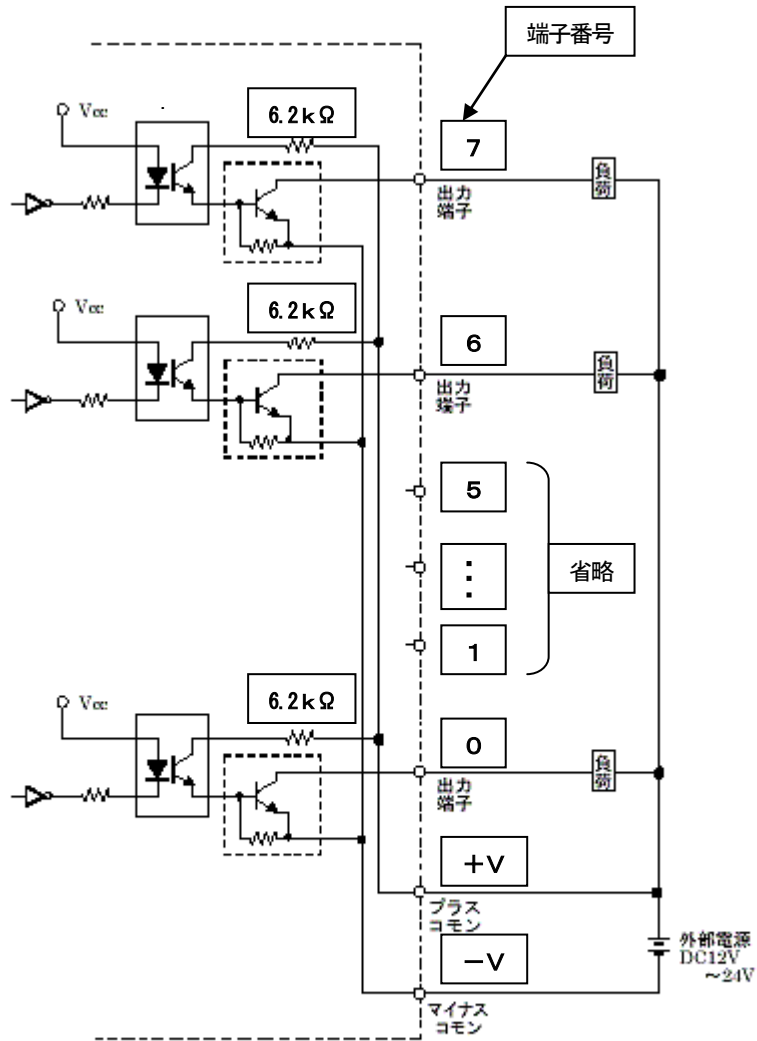 端子番号
Vcc
6.2kΩ
7
出力
端子
負荷
Vcc
6.2kΩ
6
出力
端子
負荷
5
⋮
省略
1
Vcc
6.2kΩ
0
出力
端子
負荷
+V
プラス
コモン
外部電源
DC12V
～24V
−V
マイナス
コモン